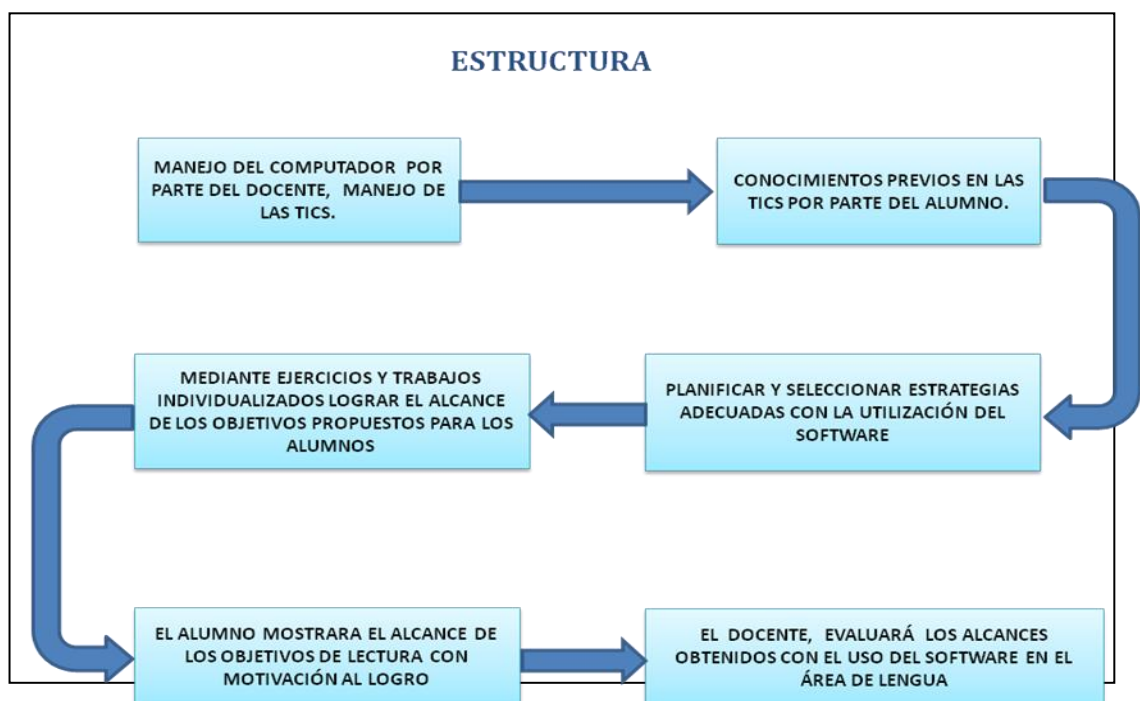 ESTRUCTURA
MANEJO DEL COMPUTADOR POR
PARTE DEL DOCENTE, MANEJO DE
LAS TICS.
CONOCIMIENTOS PREVIOS EN LAS
TICS POR PARTE DEL ALUMNO.
PLANIFICAR Y SELECCIONAR ESTRATEGIAS
ADECUADAS CON LA UTILIZACIÓN DEL
SOFTWARE
MEDIANTE EJERCICIOS Y TRABAJOS
INDIVIDUALIZADOS LOGRAR EL ALCANCE
DE LOS OBJETIVOS PROPUESTOS PARA LOS
ALUMNOS
EL ALUMNO MOSTRARA EL ALCANCE DE
LOS OBJETIVOS DE LECTURA CON
MOTIVACIÓN AL LOGRO
EL DOCENTE, EVALUARÁ LOS ALCANCES
OBTENIDOS CON EL USO DEL SOFTWARE EN EL
ÁREA DE LENGUA